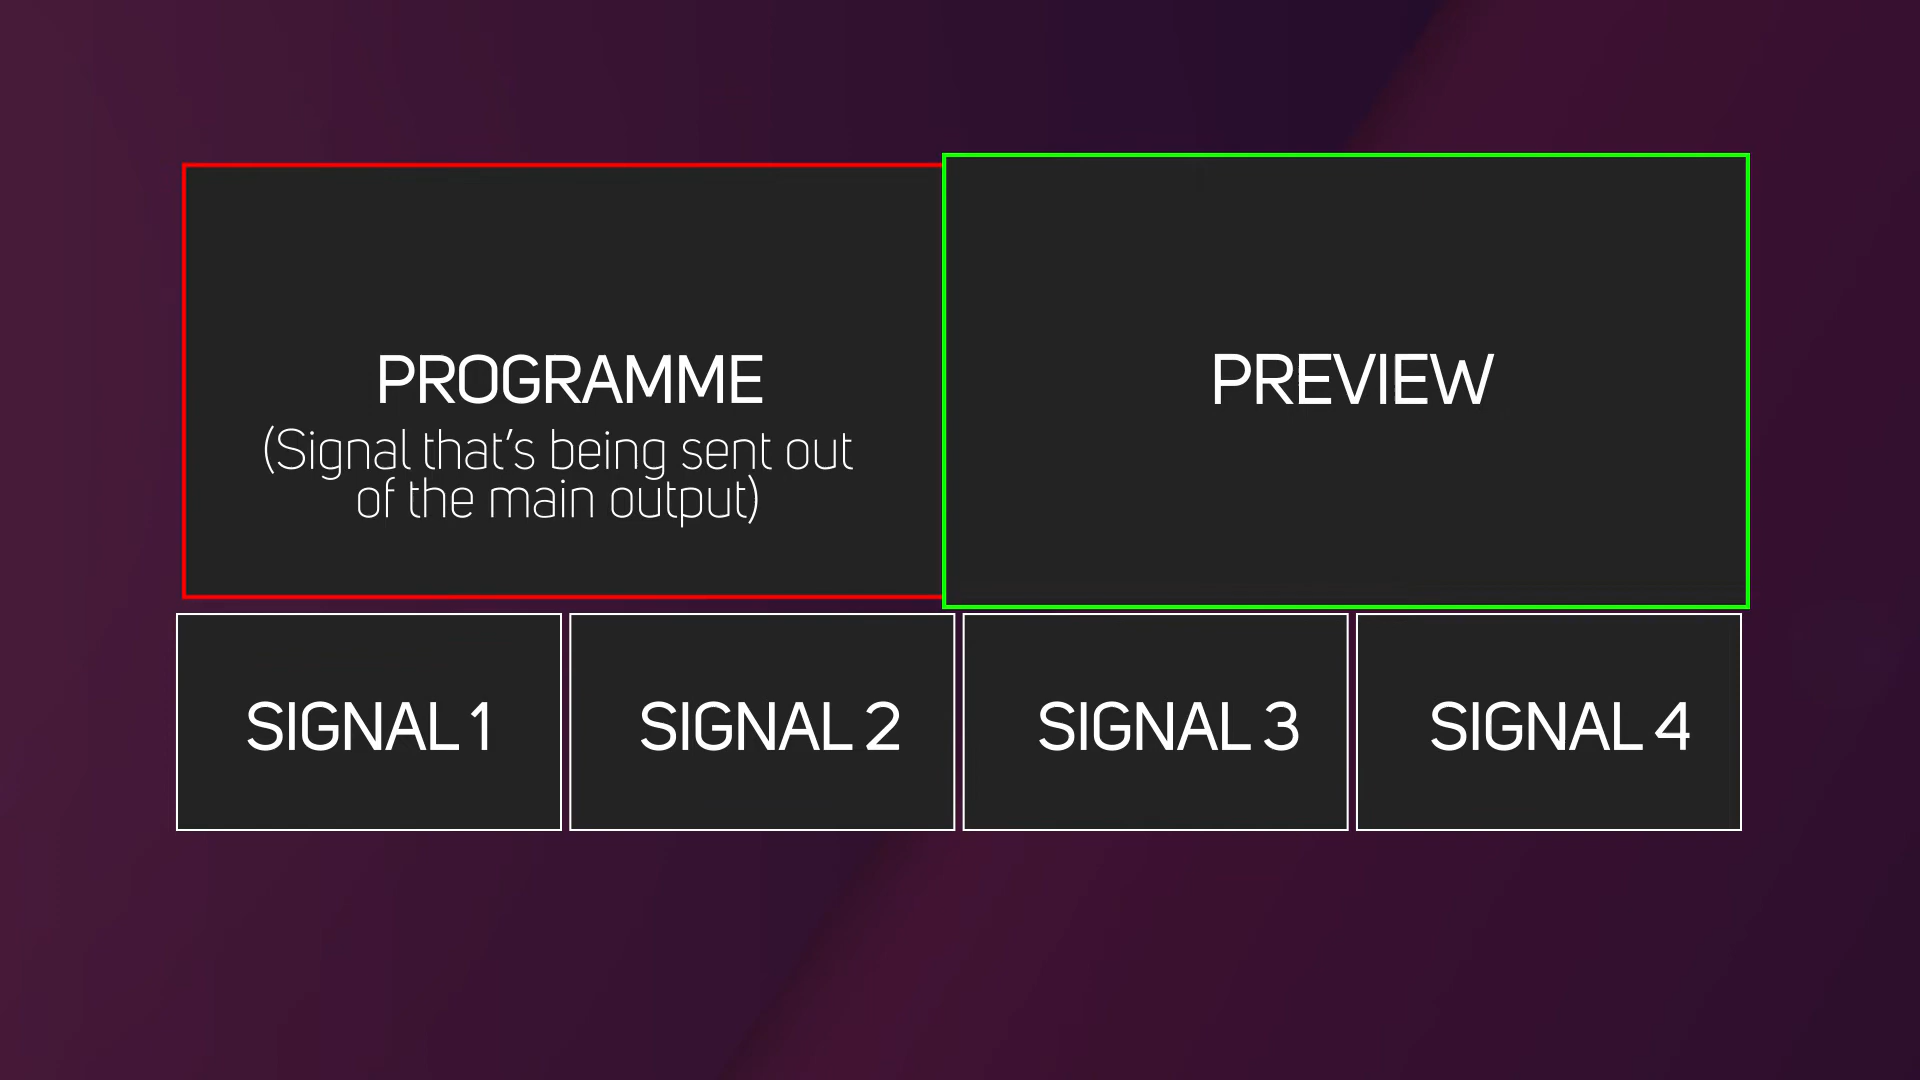 PROGRAMME
(Signal that's being sent out
of the main output)
PREVIEW
SIGNAL 1
SIGNAL 2
SIGNAL 3
SIGNAL 4